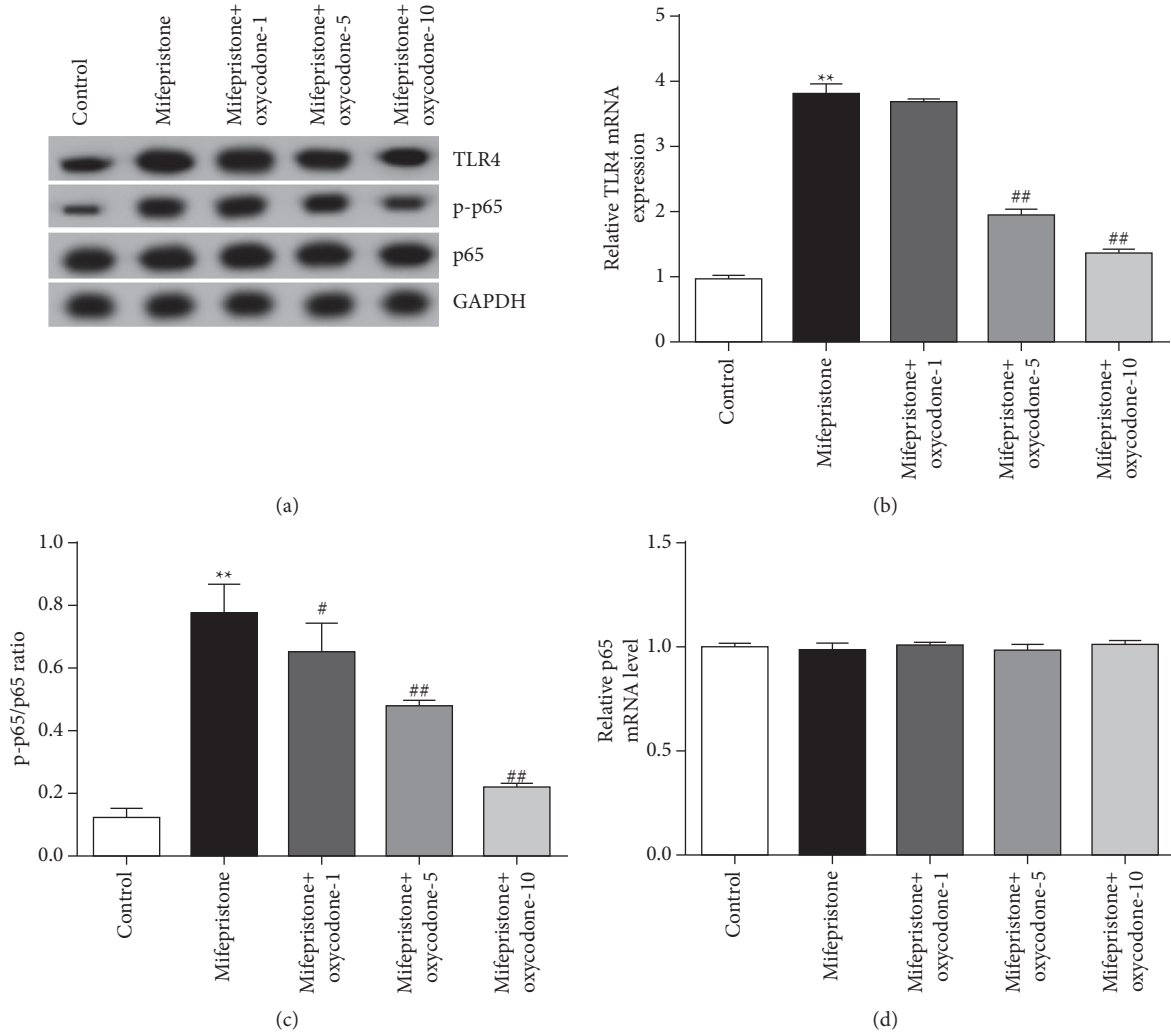 Control
Mifepristone
Mifepristone+
oxycodone-1
Mifepristone+
oxycodone-5
Mifepristone+
oxycodone-10
TLR4
p-p65
p65
GAPDH
(a)
Relative TLR4 mRNA
expression
5
4
3
2
1
0
**
##
##
Control
Mifepristone
Mifepristone+
oxycodone-1
Mifepristone+
oxycodone-5
Mifepristone+
oxycodone-10
(b)
p-p65/p65 ratio
1.0
0.8
0.6
0.4
0.2
0.0
**
#
##
##
Control
Mifepristone
Mifepristone+
oxycodone-1
Mifepristone+
oxycodone-5
Mifepristone+
oxycodone-10
(c)
Relative p65
mRNA level
1.5
1.0
0.5
0.0
Control
Mifepristone
Mifepristone+
oxycodone-1
Mifepristone+
oxycodone-5
Mifepristone+
oxycodone-10
(d)